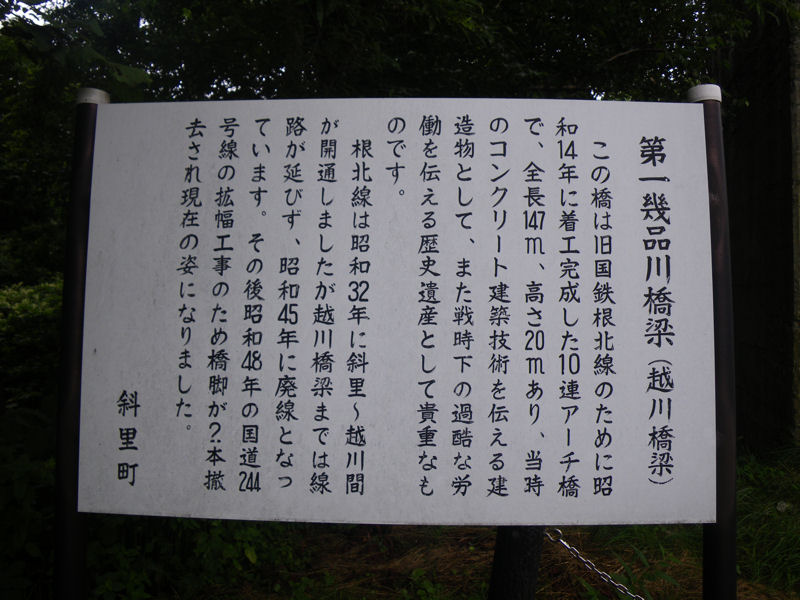 第一幾品川橋梁（越川橋梁）
この橋は旧国鉄根北線のために昭
和14年に着工完成した10連アーチ橋
で、全長147m、高さ20mあり、当時
のコンクリート建築技術を伝える建
造物として、また戦時下の過酷な労
働を伝える歴史遺産として貴重なも
のです。
根北線は昭和32年に斜里～越川間
が開通しましたが越川橋梁までは線
路が延びず、昭和45年に廃線となっ
ています。その後昭和48年の国道244
号線の拡幅工事のため橋脚が?本撤
去され現在の姿になりました。
斜里町